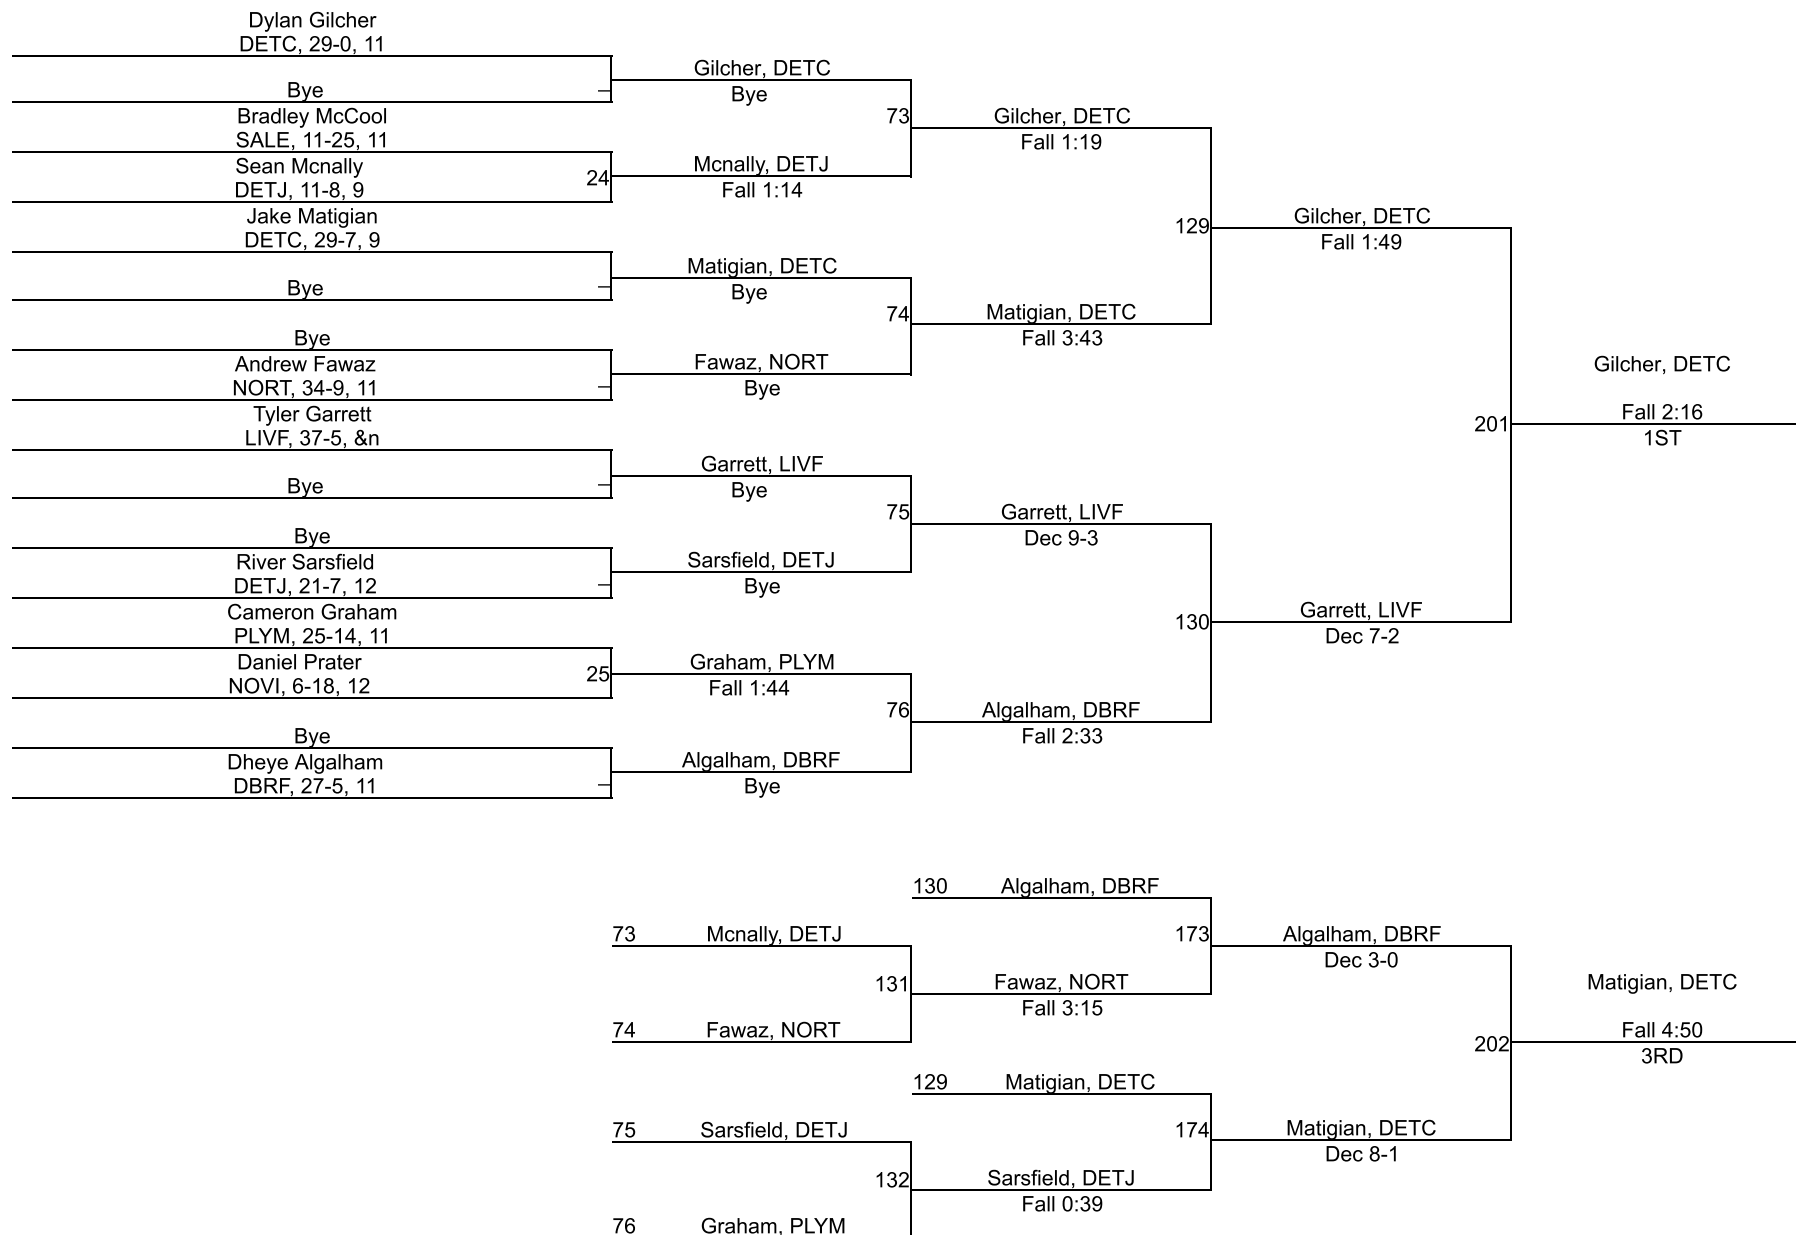 Dylan Gilcher
DETC, 29-0, 11
Bye
Bradley McCool
SALE, 11-25, 11
Sean Mcnally
DETJ, 11-8, 9
Jake Matigian
DETC, 29-7, 9
Bye
Bye
Andrew Fawaz
NORT, 34-9, 11
Tyler Garrett
LIVF, 37-5, &n
Bye
Bye
River Sarsfield
DETJ, 21-7, 12
Cameron Graham
PLYM, 25-14, 11
Daniel Prater
NOVI, 6-18, 12
Bye
Dheye Algalham
DBRF, 27-5, 11
24
25
Gilcher, DETC
Bye
Mcnally, DETJ
Fall 1:14
Matigian, DETC
Bye
Fawaz, NORT
Bye
Garrett, LIVF
Bye
Sarsfield, DETJ
Bye
Graham, PLYM
Fall 1:44
Algalham, DBRF
Bye
73
74
75
76
Gilcher, DETC
Fall 1:19
Matigian, DETC
Fall 3:43
Garrett, LIVF
Dec 9-3
Algalham, DBRF
Fall 2:33
129
130
Gilcher, DETC
Fall 1:49
Garrett, LIVF
Dec 7-2
201
Gilcher, DETC
Fall 2:16
1ST
73 Mcnally, DETJ
74 Fawaz, NORT
75 Sarsfield, DETJ
76 Graham, PLYM
131
132
130 Algalham, DBRF
Fawaz, NORT
Fall 3:15
129 Matigian, DETC
Sarsfield, DETJ
Fall 0:39
173
174
Algalham, DBRF
Dec 3-0
Matigian, DETC
Dec 8-1
202
Matigian, DETC
Fall 4:50
3RD